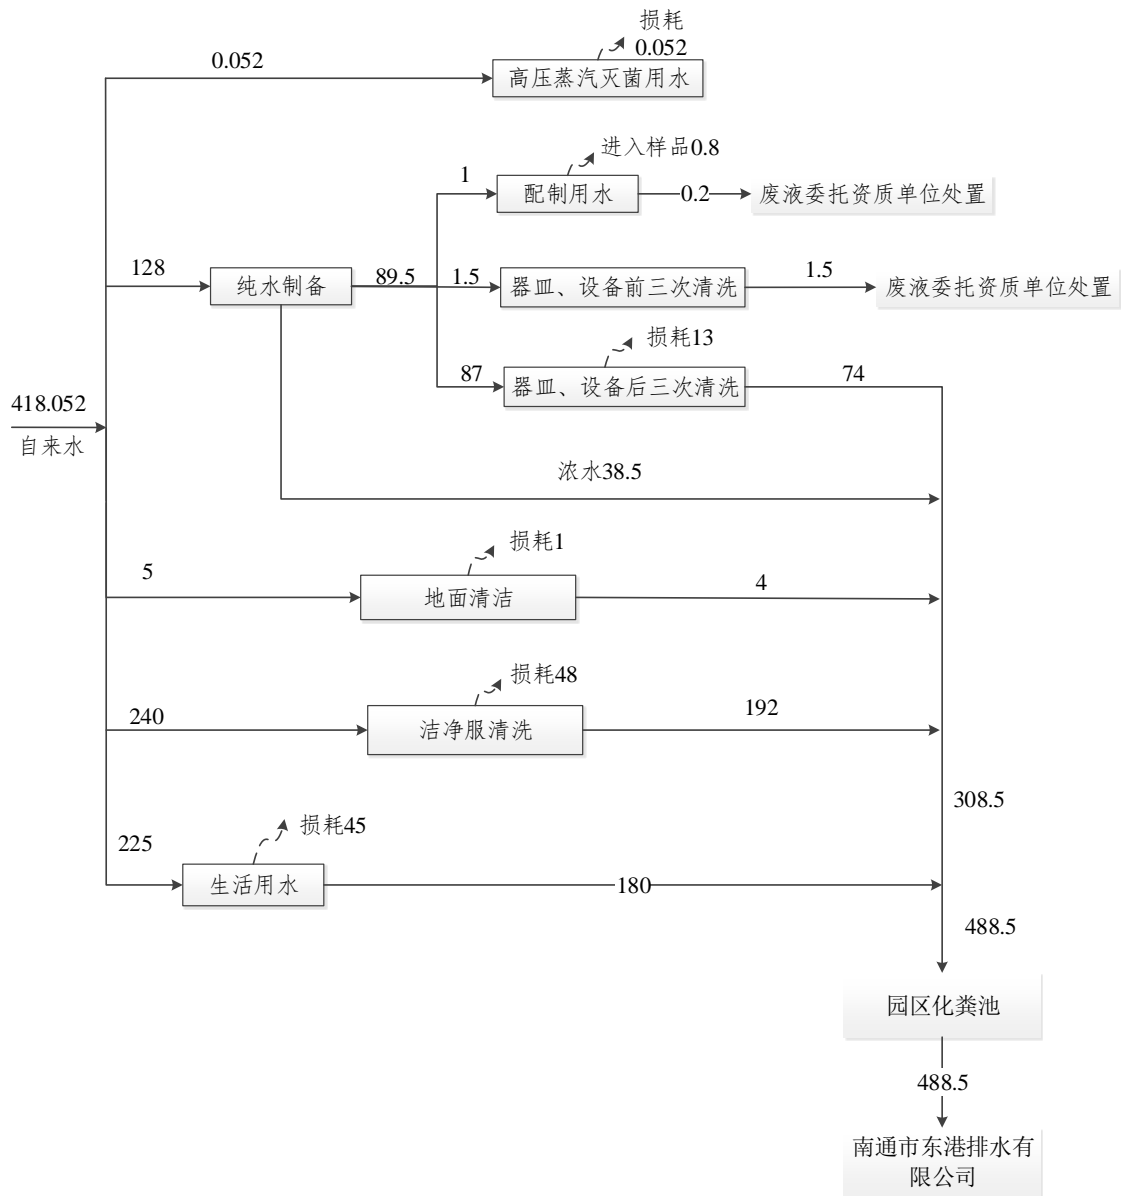 损耗
0.052
0.052
高压蒸汽灭菌用水
进入样品0.8
1
配制用水
0.2
废液委托资质单位处置
128
纯水制备
89.5
1.5
器皿、设备前三次清洗
1.5
废液委托资质单位处置
损耗13
87
器皿、设备后三次清洗
74
418.052
自来水
浓水38.5
损耗1
5
地面清洁
4
损耗48
240
洁净服清洗
192
308.5
损耗45
225
生活用水
180
488.5
园区化粪池
488.5
南通市东港排水有
限公司